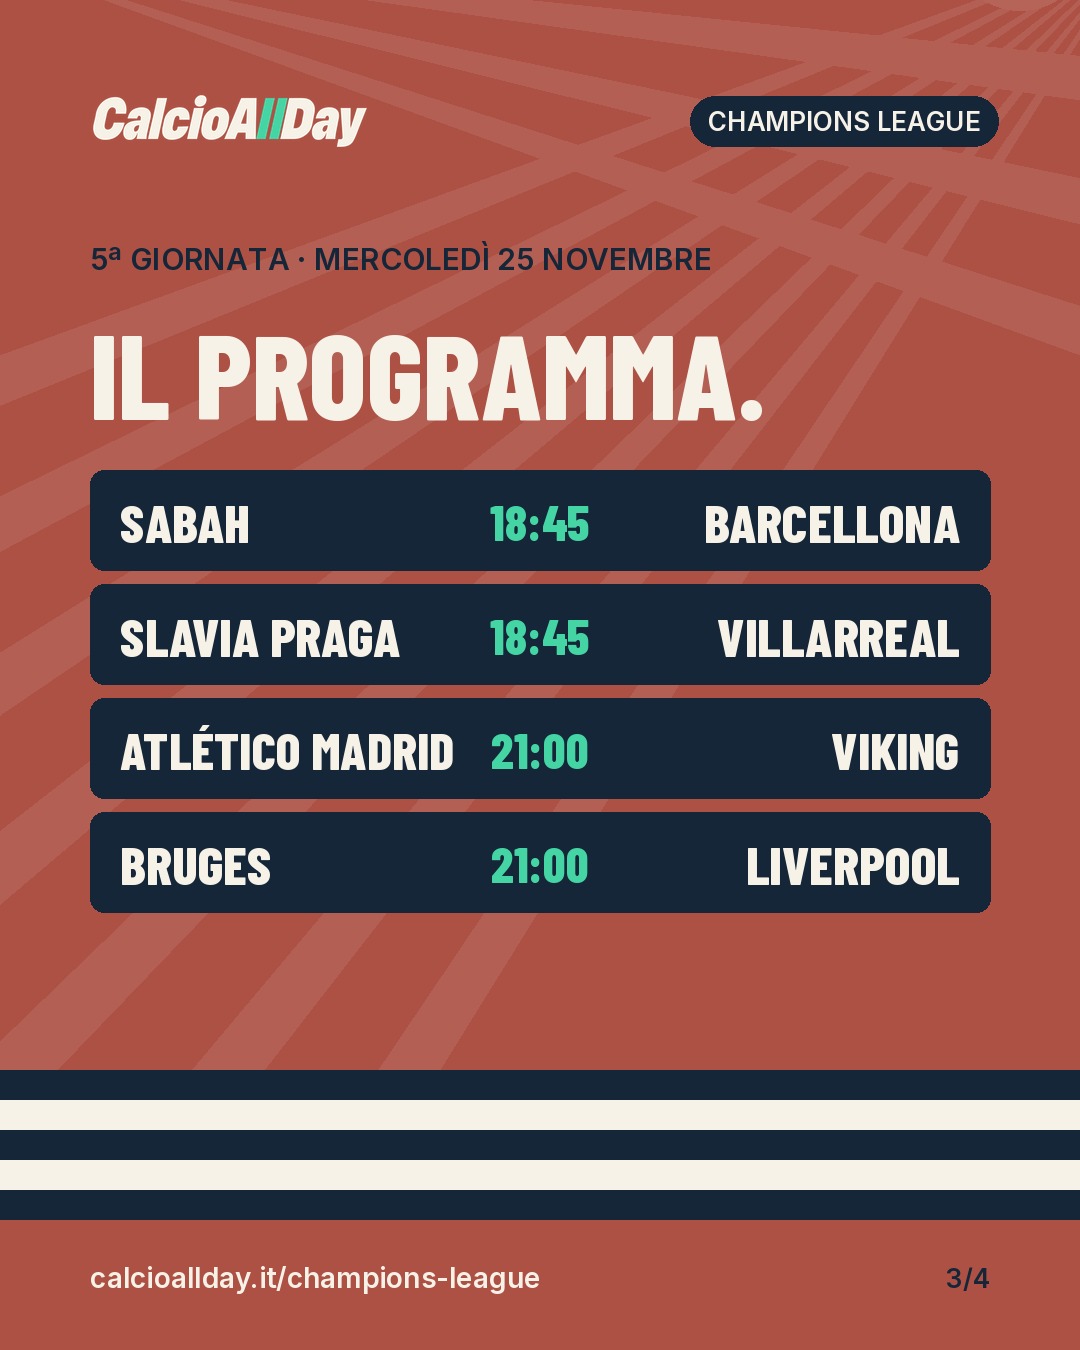 CalcioAllDay
CHAMPIONS LEAGUE
5ª GIORNATA · MERCOLEDÌ 25 NOVEMBRE
IL PROGRAMMA.
SABAH 18:45 BARCELLONA
SLAVIA PRAGA 18:45 VILLARREAL
ATLÉTICO MADRID 21:00 VIKING
BRUGES 21:00 LIVERPOOL
calcioallday.it/champions-league
3/4